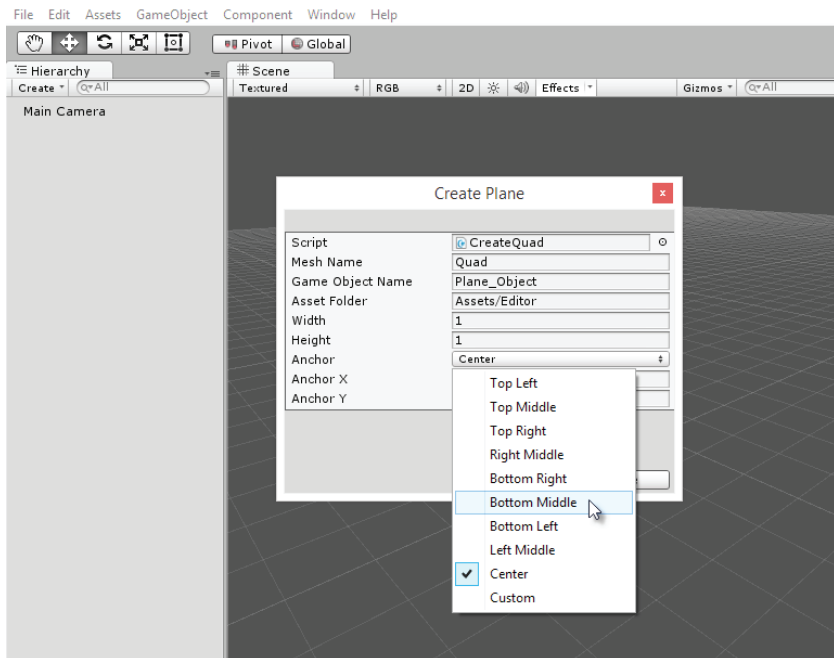 File Edit Assets GameObject Component Window Help
Pivot Global
Hierarchy # Scene
Create All Textured RGB 2D Effects Gizmos All
Main Camera
Create Plane x
Script CreateQuad
Mesh Name Quad
Game Object Name Plane_Object
Asset Folder Assets/Editor
Width 1
Height 1
Anchor Center
Anchor X
Anchor Y
Top Left
Top Middle
Top Right
Right Middle
Bottom Right
Bottom Middle
Bottom Left
Left Middle
Center
Custom